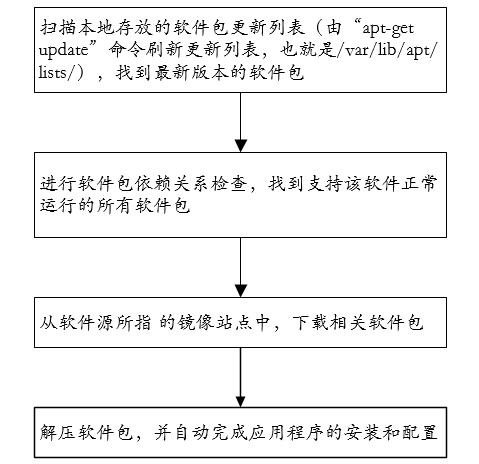 扫描本地存放的软件包更新列表（由“apt-get
update”命令刷新更新列表，也就是/var/lib/apt/
lists/），找到最新版本的软件包
进行软件包依赖关系检查，找到支持该软件正常
运行的所有软件包
从软件源所指 的镜像站点中，下载相关软件包
解压软件包，并自动完成应用程序的安装和配置